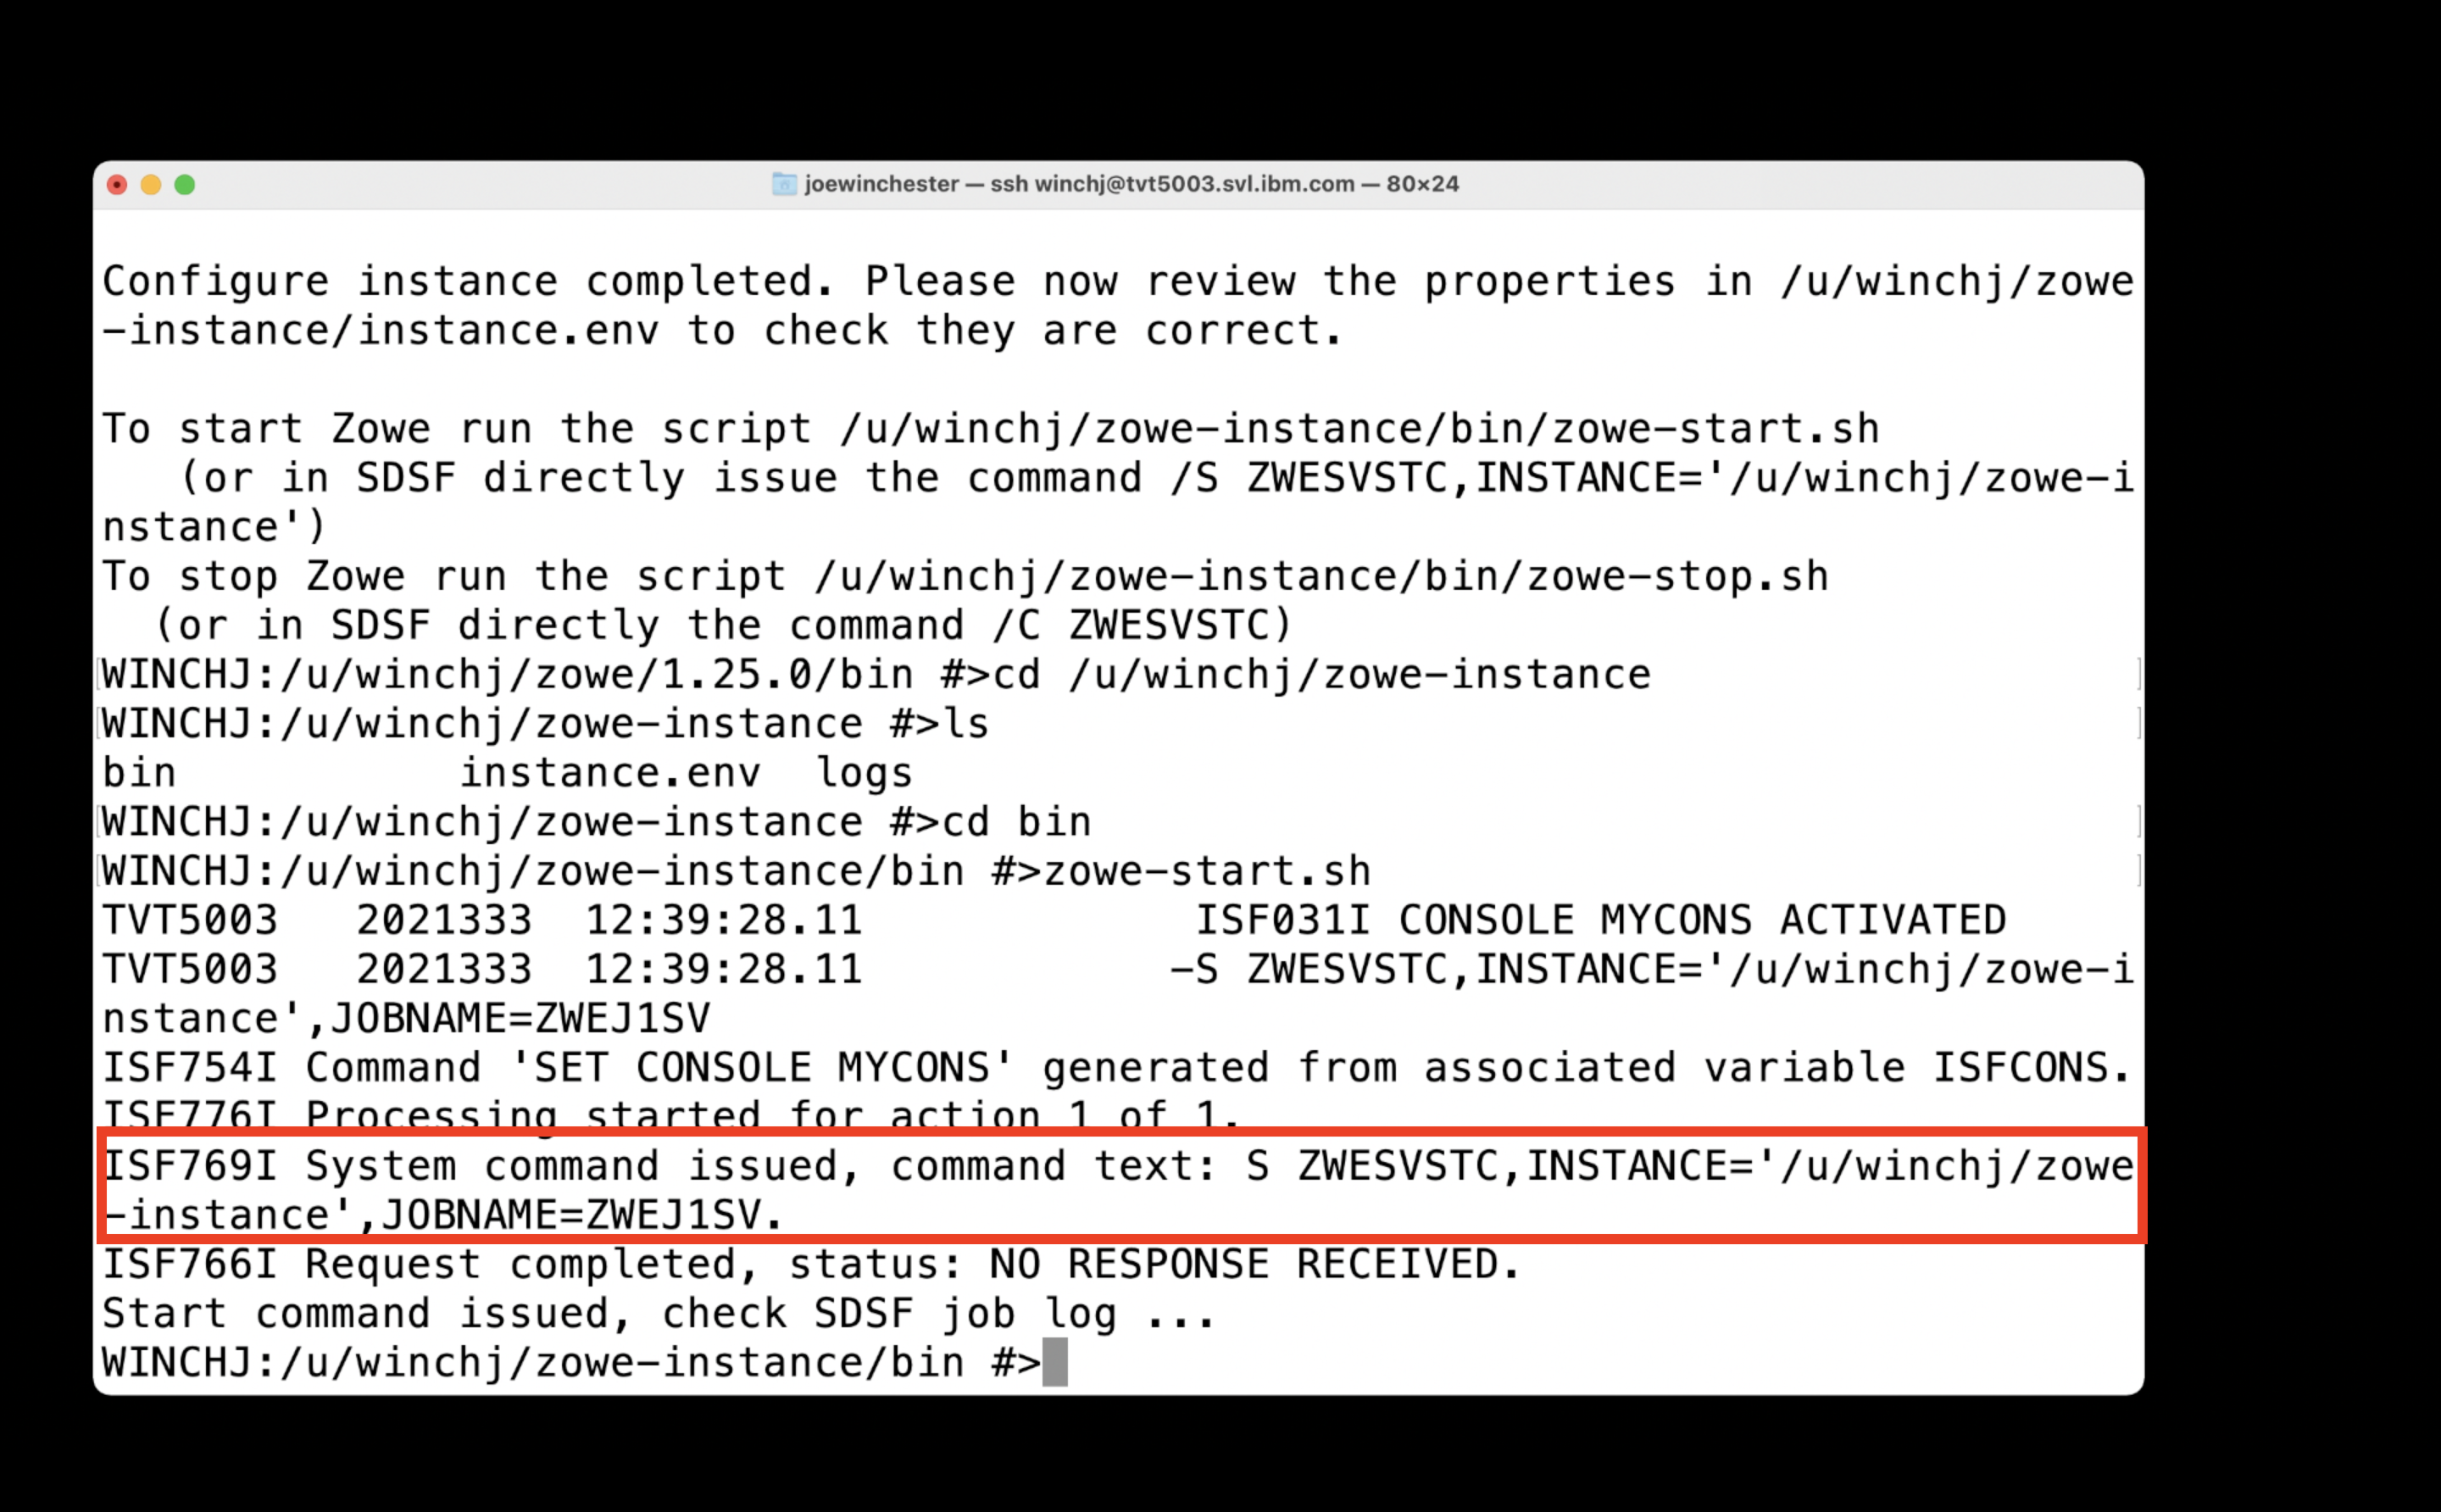 joewinchester — ssh winchj@tvt5003.svl.ibm.com — 80×24
Configure instance completed. Please now review the properties in /u/winchj/zowe
-instance/instance.env to check they are correct.
To start Zowe run the script /u/winchj/zowe-instance/bin/zowe-start.sh
(or in SDSF directly issue the command /S ZWESVSTC,INSTANCE='/u/winchj/zowe-i
nstance')
To stop Zowe run the script /u/winchj/zowe-instance/bin/zowe-stop.sh
(or in SDSF directly the command /C ZWESVSTC)
WINCHJ:/u/winchj/zowe/1.25.0/bin #>cd /u/winchj/zowe-instance
WINCHJ:/u/winchj/zowe-instance #>ls
bin instance.env logs
WINCHJ:/u/winchj/zowe-instance #>cd bin
WINCHJ:/u/winchj/zowe-instance/bin #>zowe-start.sh
TVT5003 2021333 12:39:28.11 ISF031I CONSOLE MYCONS ACTIVATED
TVT5003 2021333 12:39:28.11 -S ZWESVSTC,INSTANCE='/u/winchj/zowe-i
nstance',JOBNAME=ZWEJ1SV
ISF754I Command 'SET CONSOLE MYCONS' generated from associated variable ISFCONS.
ISF776I Processing started for action 1 of 1.
ISF769I System command issued, command text: S ZWESVSTC,INSTANCE='/u/winchj/zowe
-instance',JOBNAME=ZWEJ1SV.
ISF766I Request completed, status: NO RESPONSE RECEIVED.
Start command issued, check SDSF job log ...
WINCHJ:/u/winchj/zowe-instance/bin #>